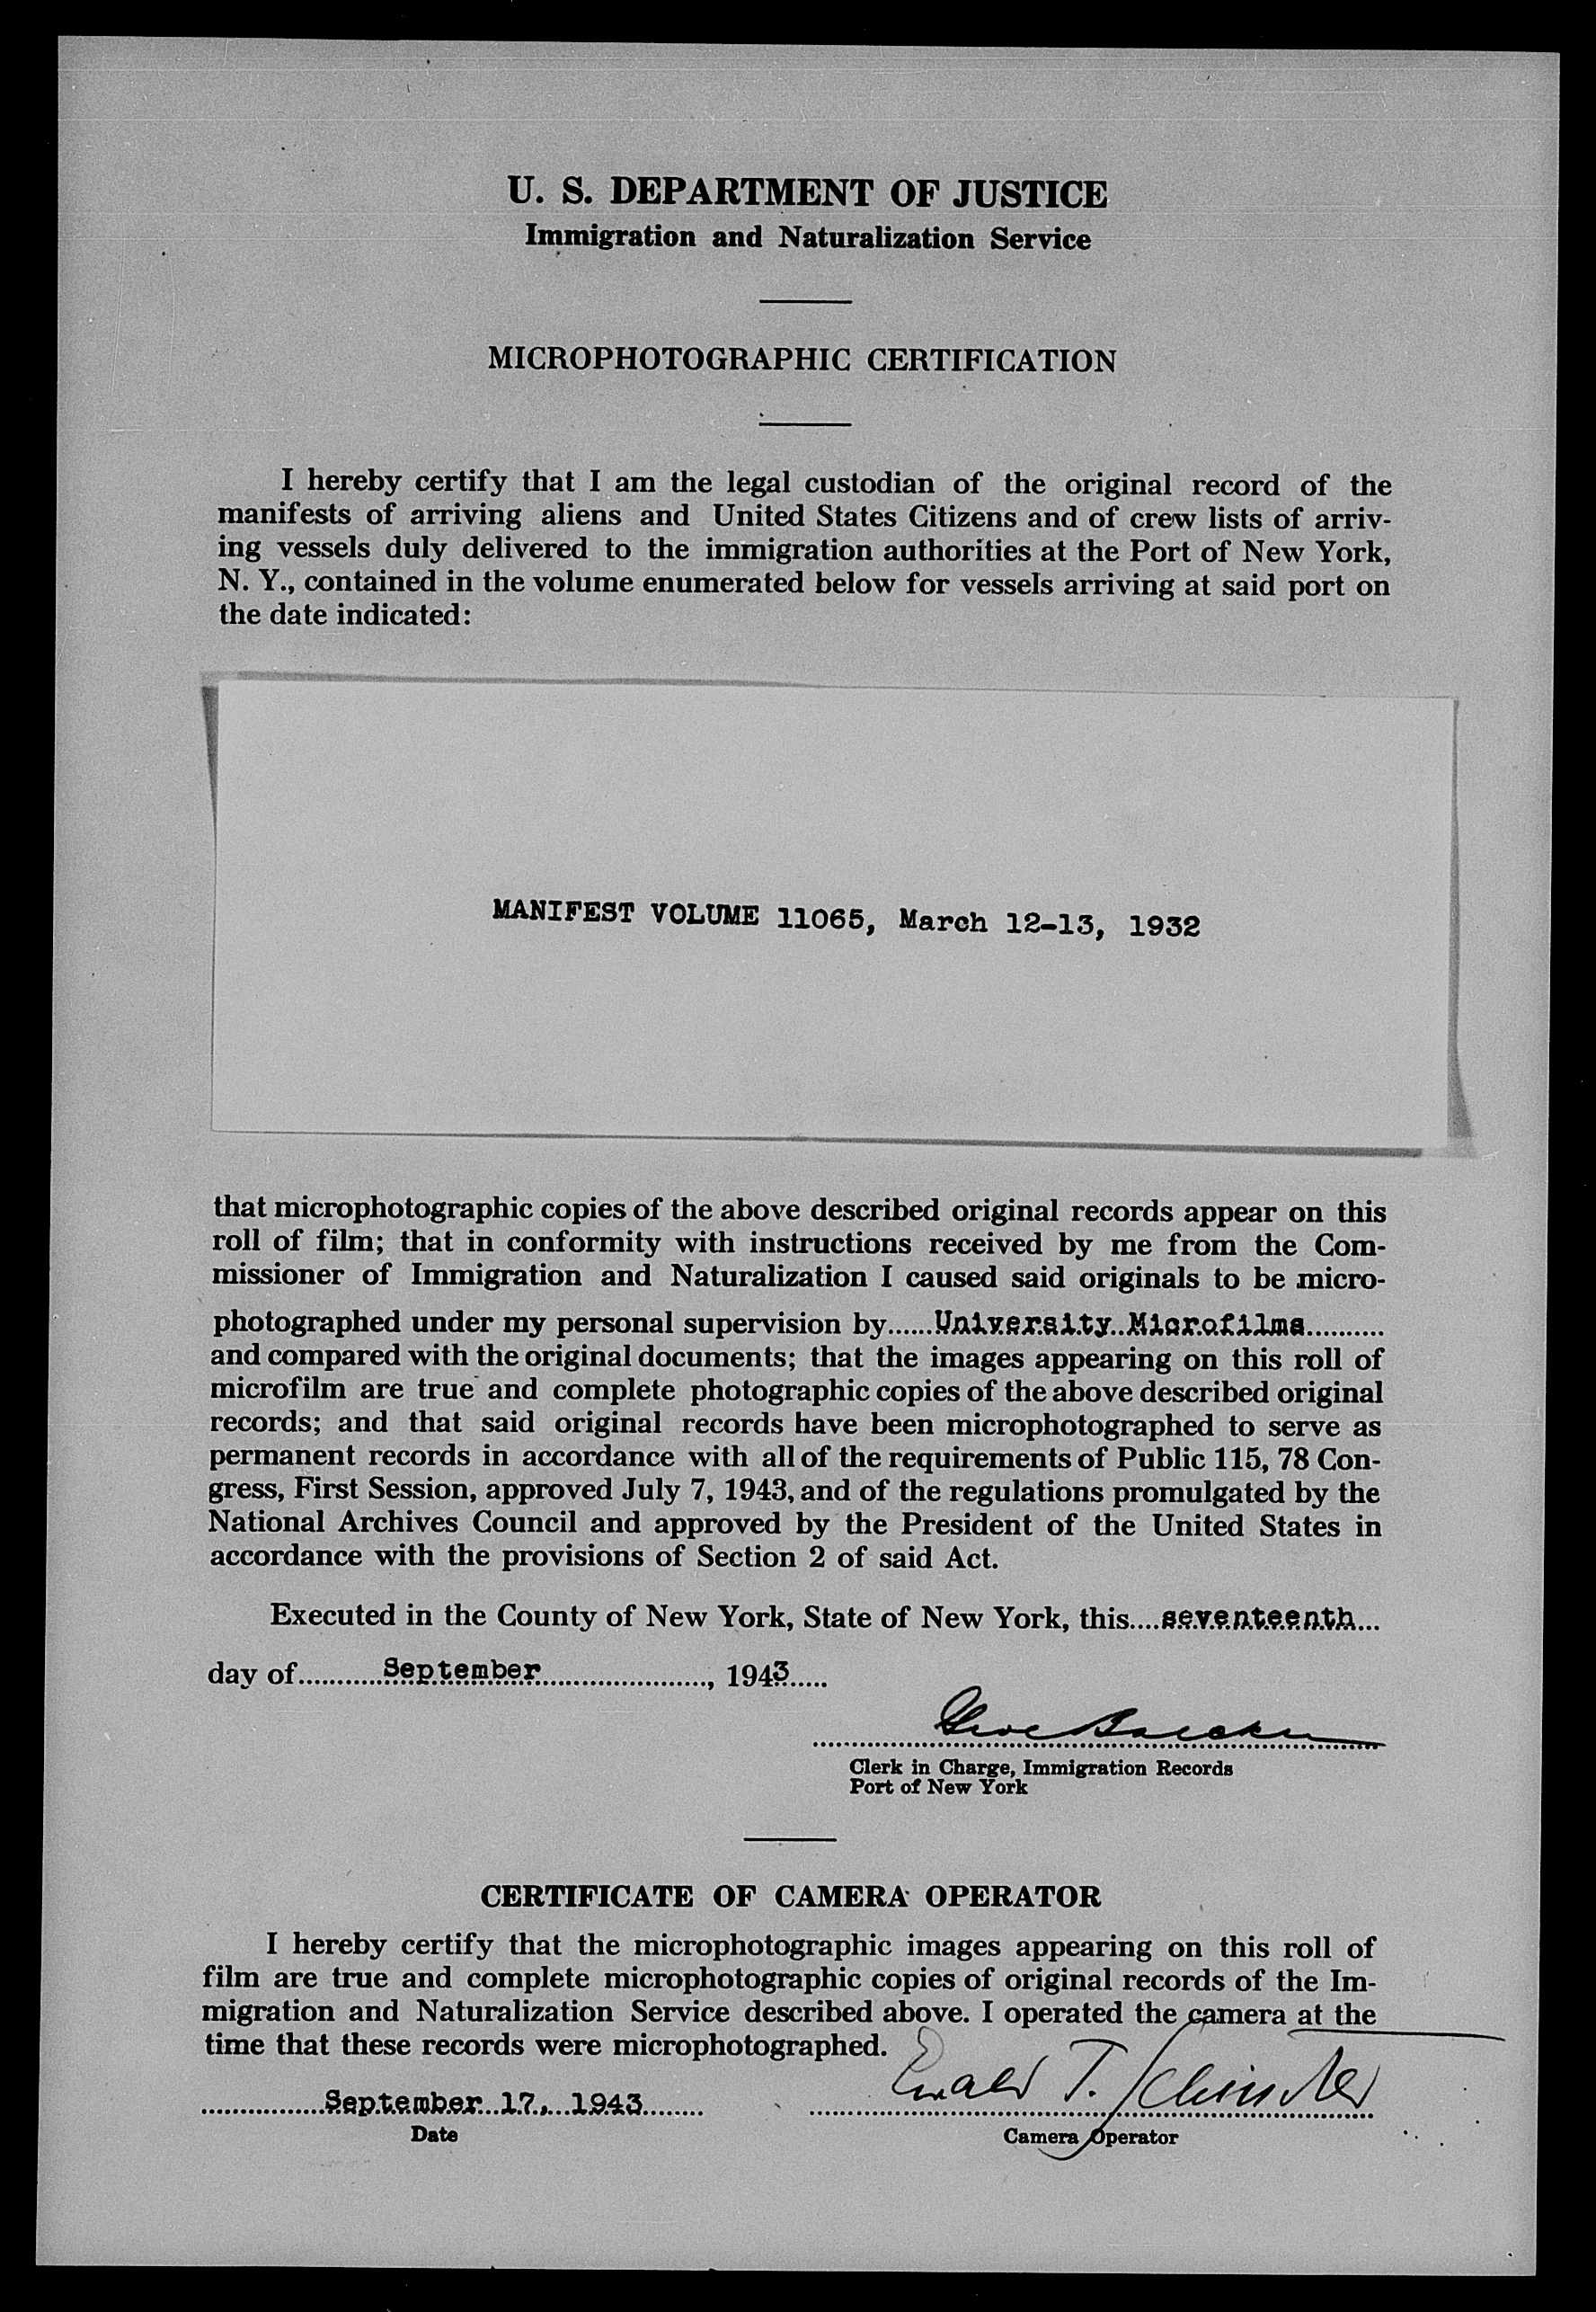 U. S. DEPARTMENT OF JUSTICE
Immigration and Naturalization Service
MICROPHOTOGRAPHIC CERTIFICATION
I hereby certify that I am the legal custodian of the original record of the
manifests of arriving aliens and United States Citizens and of crew lists of arriv-
ing vessels duly delivered to the immigration authorities at the Port of New York,
N. Y., contained in the volume enumerated below for vessels arriving at said port on
the date indicated:
MANIFEST VOLUME 11065, March 12-13, 1932
that microphotographic copies of the above described original records appear on this
roll of film; that in conformity with instructions received by me from the Com-
missioner of Immigration and Naturalization I caused said originals to be micro-
photographed under my personal supervision by......University Microfilms..........
and compared with the original documents; that the images appearing on this roll of
microfilm are true and complete photographic copies of the above described original
records; and that said original records have been microphotographed to serve as
permanent records in accordance with all of the requirements of Public 115, 78 Con-
gress, First Session, approved July 7, 1943, and of the regulations promulgated by the
National Archives Council and approved by the President of the United States in
accordance with the provisions of Section 2 of said Act.
Executed in the County of New York, State of New York, this....seventeenth...
day of...........September......................, 1943.....
Clerk in Charge, Immigration Records
Port of New York
CERTIFICATE OF CAMERA OPERATOR
I hereby certify that the microphotographic images appearing on this roll of
film are true and complete microphotographic copies of original records of the Im-
migration and Naturalization Service described above. I operated the camera at the
time that these records were microphotographed.
Ewald T.
................September 17, 1943........
Date
Camera Operator